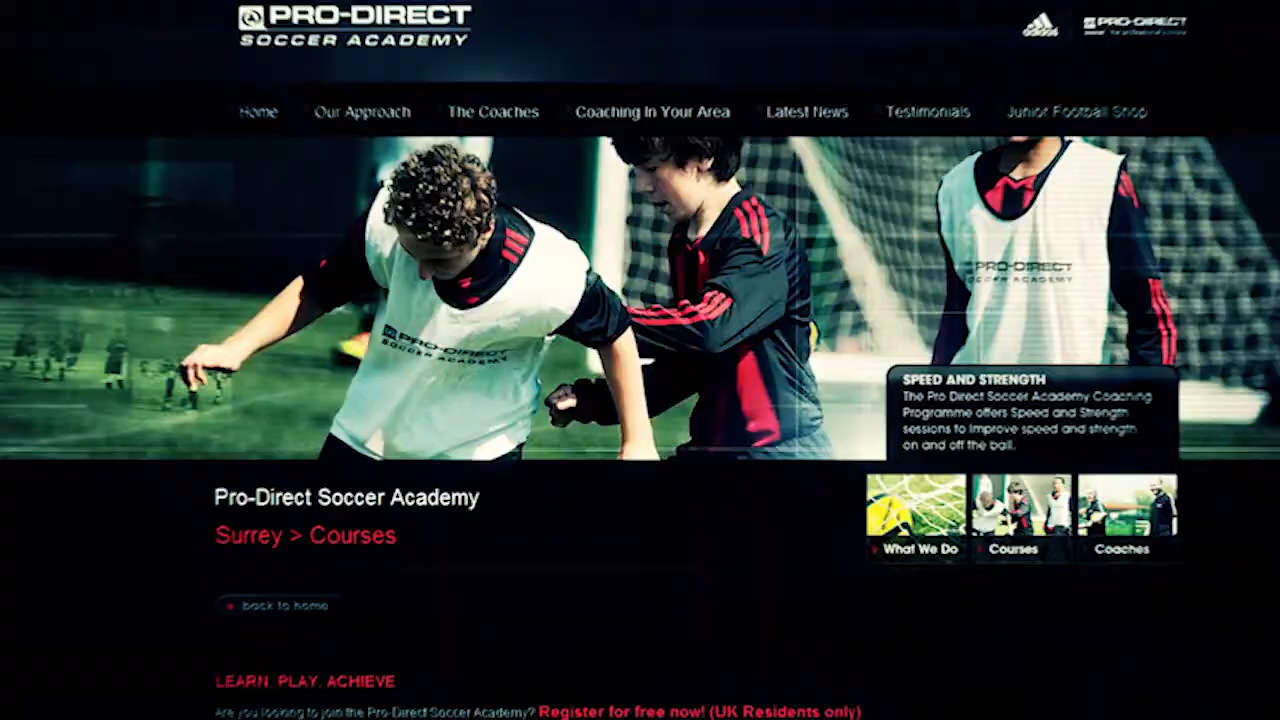 PRO-DIRECT
SOCCER ACADEMY
adidas
PRO-DIRECT
Home
Our Approach
The Coaches
Coaching In Your Area
Latest News
Testimonials
Junior Football Shop
PRO-DIRECT
SOCCER ACADEMY
PRO-DIRECT
SOCCER ACADEMY
SPEED AND STRENGTH
The Pro Direct Soccer Academy Coaching
Programme offers Speed and Strength
sessions to improve speed and strength
on and off the ball.
Pro-Direct Soccer Academy
Surrey > Courses
What We Do
Courses
Coaches
back to home
LEARN. PLAY. ACHIEVE
Are you looking to join the Pro-Direct Soccer Academy? Register for free now! (UK Residents only)